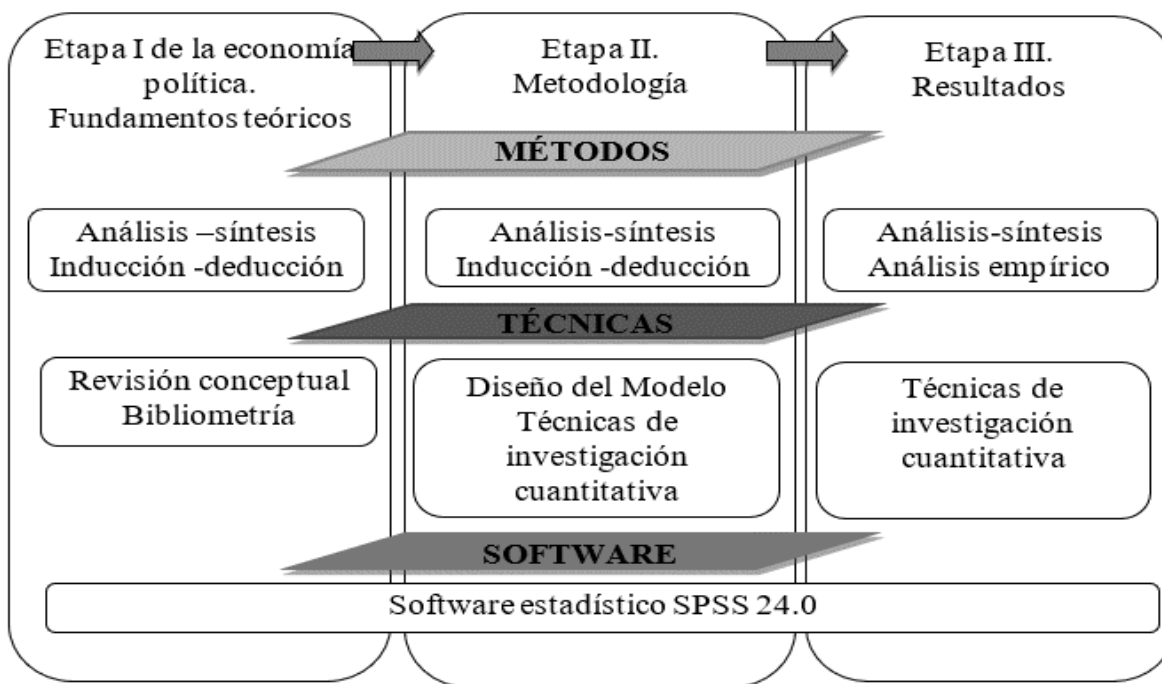 Etapa I de la economía
política.
Fundamentos teóricos
Etapa II.
Metodología
Etapa III.
Resultados
MÉTODOS
Análisis –síntesis
Inducción -deducción
Análisis-síntesis
Inducción -deducción
Análisis-síntesis
Análisis empírico
TÉCNICAS
Revisión conceptual
Bibliometría
Diseño del Modelo
Técnicas de
investigación
cuantitativa
Técnicas de
investigación
cuantitativa
SOFTWARE
Software estadístico SPSS 24.0